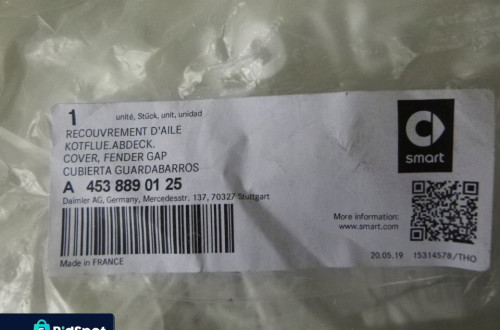 1 unité, Stück, unit, unidad
RECOUVREMENT D'AILE
KOTFLUE.ABDECK.
COVER, FENDER GAP
CUBIERTA GUARDABARROS
A 453 889 01 25
Daimler AG, Germany, Mercedesstr. 137, 70327 Stuttgart
Made in FRANCE
smart
More information:
www.smart.com
20.05.19 15314578/THO
BidSpot